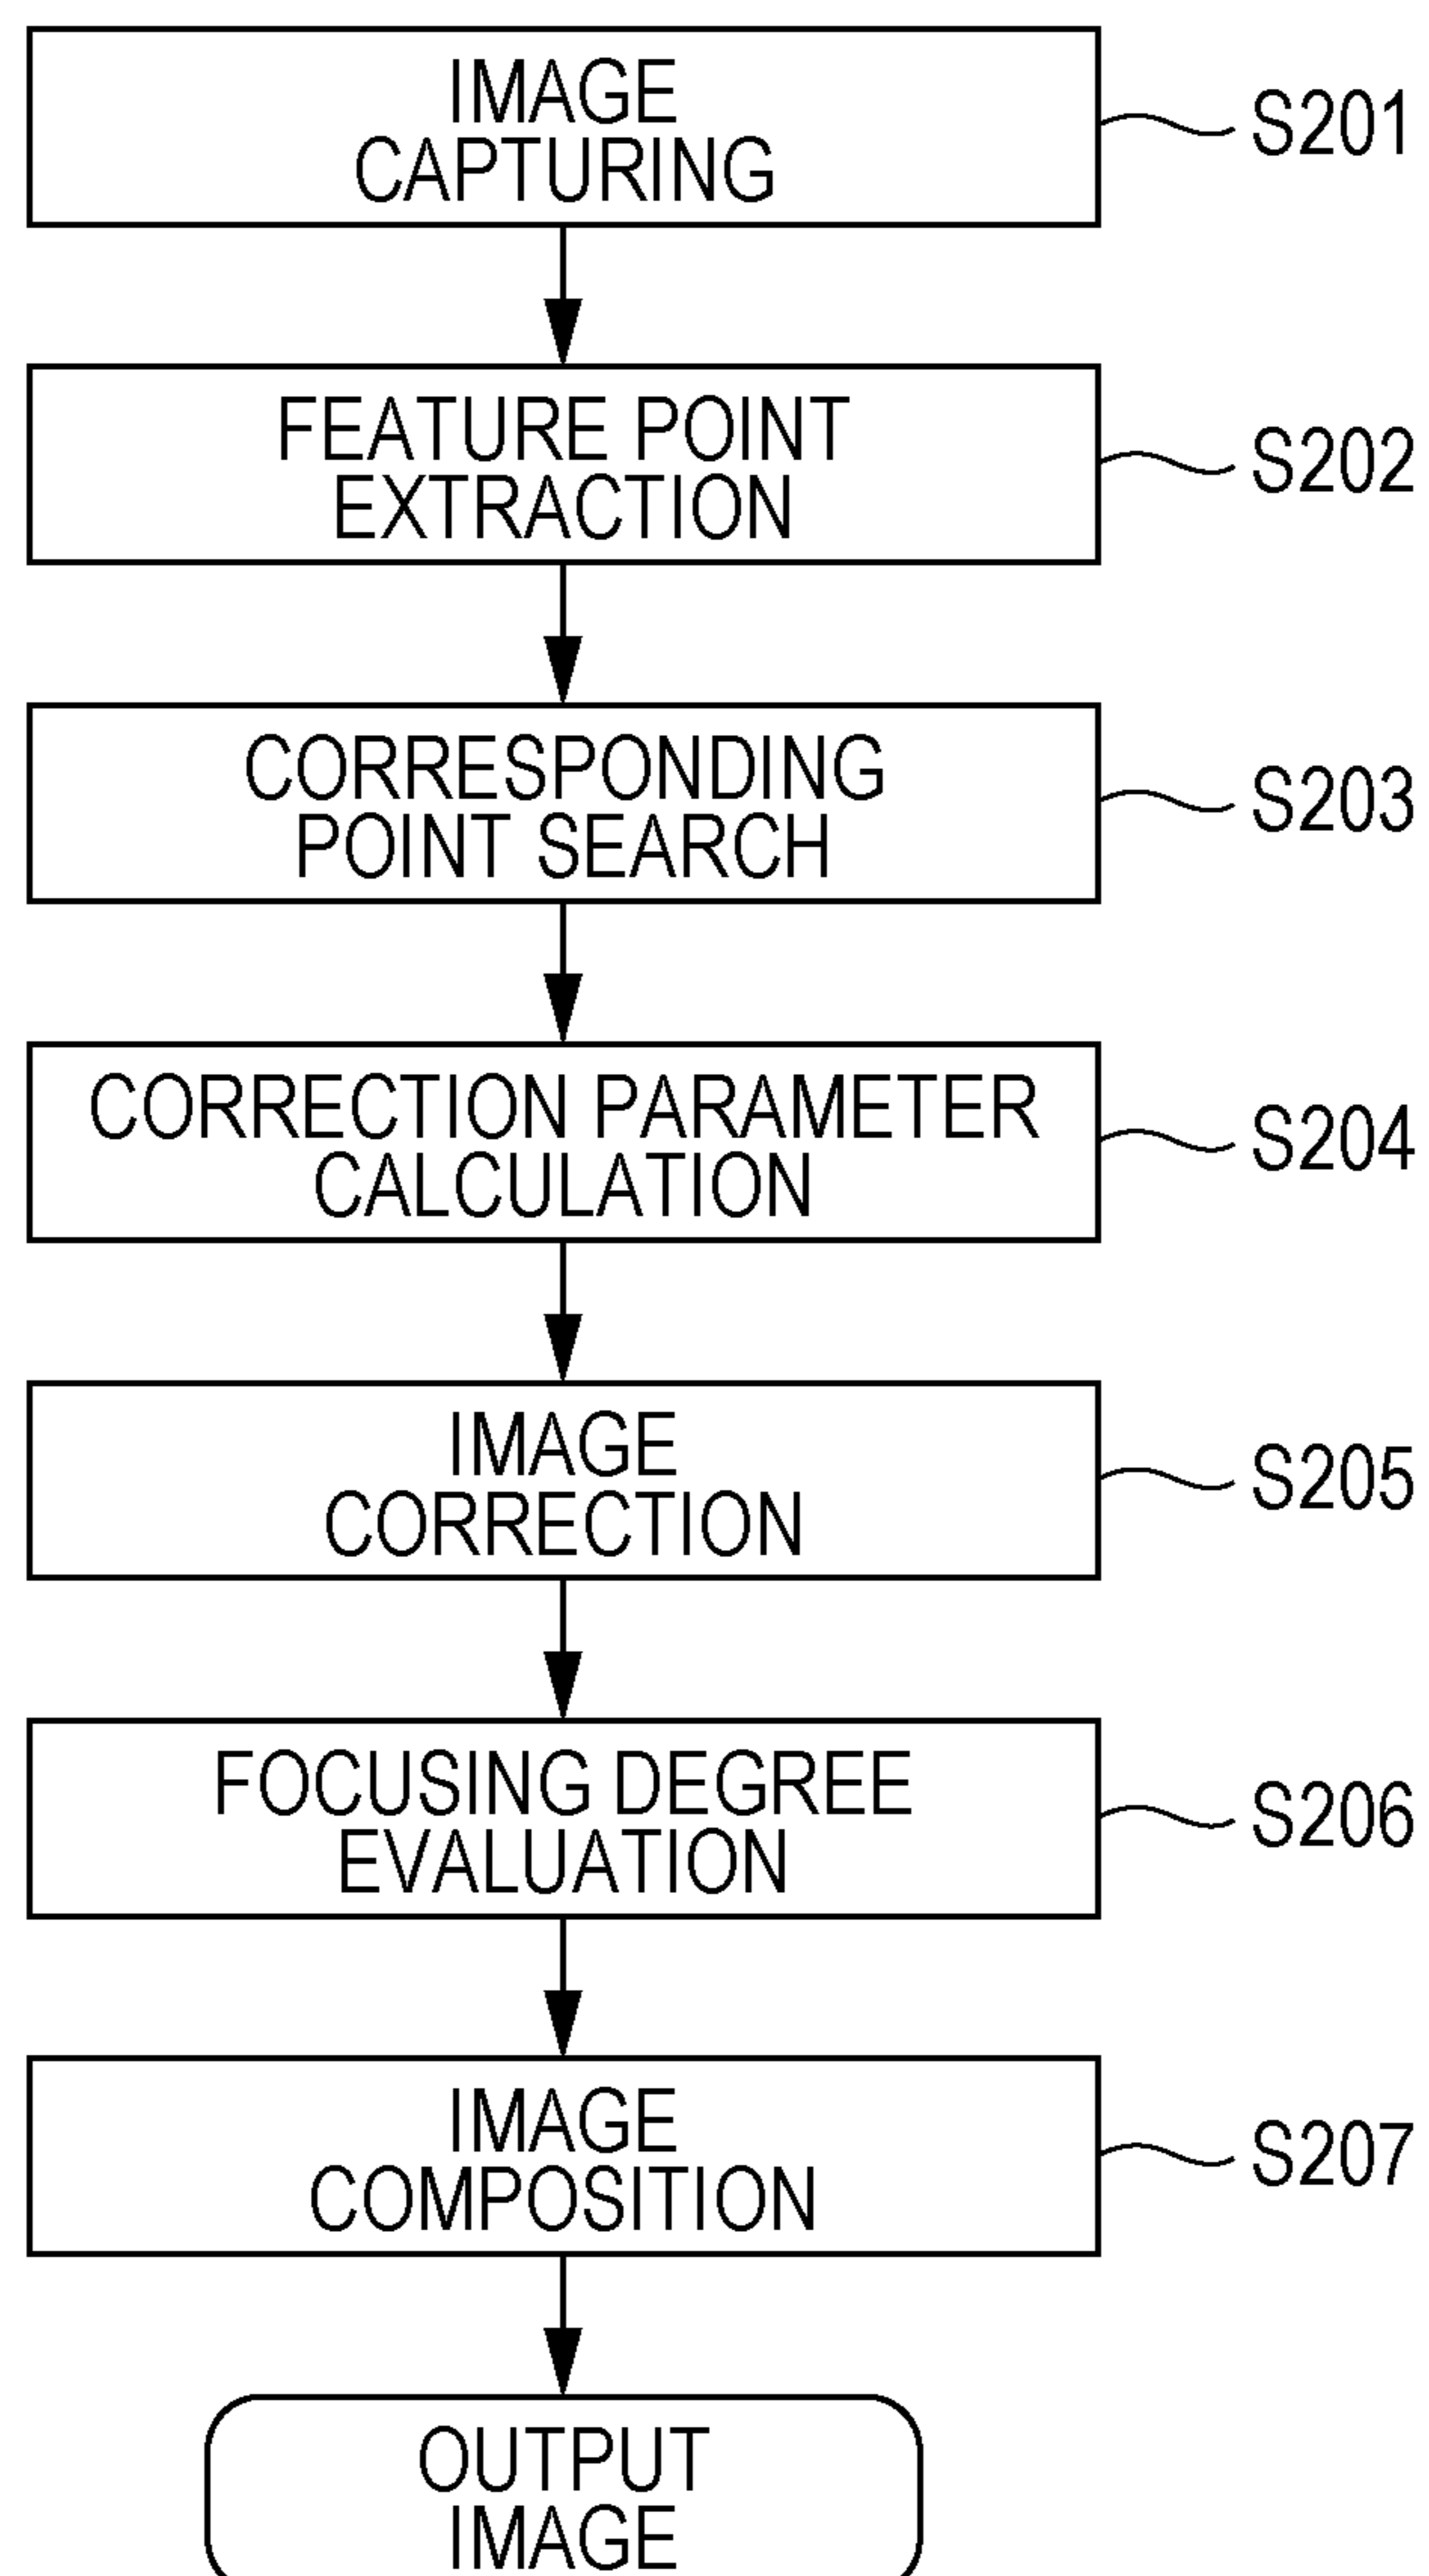 IMAGE
CAPTURING
S201
FEATURE POINT
EXTRACTION
S202
CORRESPONDING
POINT SEARCH
S203
CORRECTION PARAMETER
CALCULATION
S204
IMAGE
CORRECTION
S205
FOCUSING DEGREE
EVALUATION
S206
IMAGE
COMPOSITION
S207
OUTPUT
IMAGE